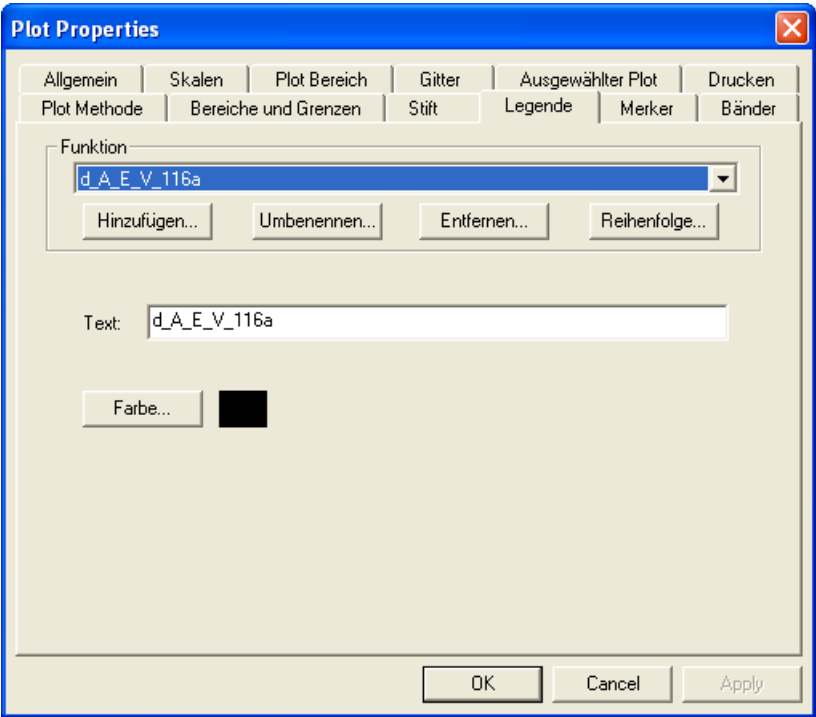 Plot Properties
Allgemein Skalen Plot Bereich Gitter Ausgewählter Plot Drucken
Plot Methode Bereiche und Grenzen Stift Legende Merker Bänder
Funktion
d_A_E_V_116a
Hinzufügen... Umbenennen... Entfernen... Reihenfolge...
Text: d_A_E_V_116a
Farbe...
OK Cancel Apply